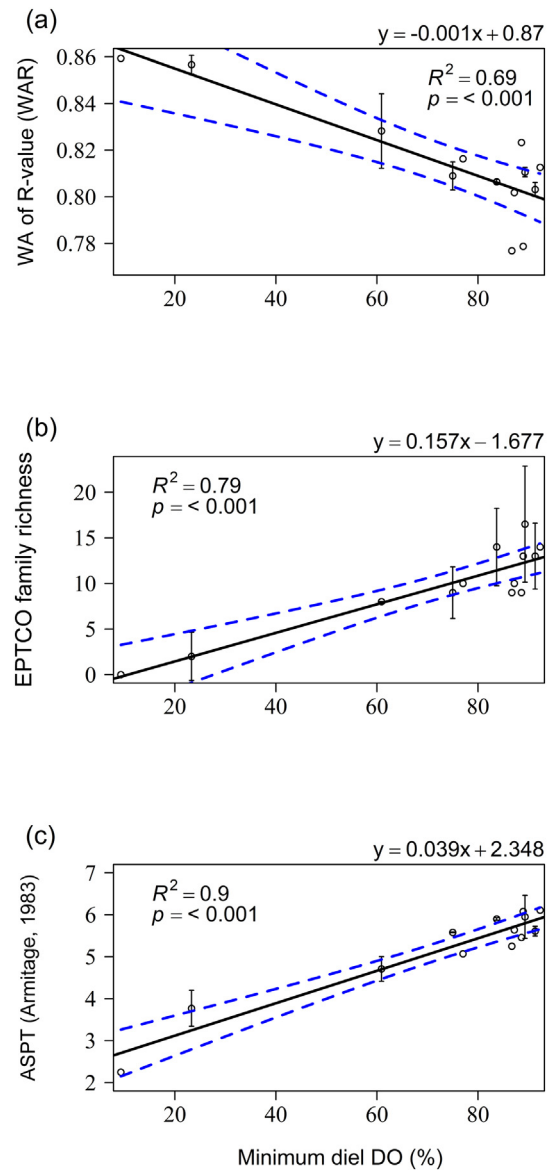 (a)
y = -0.001x + 0.87
R² = 0.69
p = < 0.001
WA of R-value (WAR)
0.86
0.84
0.82
0.80
0.78
20 40 60 80
(b)
y = 0.157x − 1.677
R² = 0.79
p = < 0.001
EPTCO family richness
20
15
10
5
0
20 40 60 80
(c)
y = 0.039x + 2.348
R² = 0.9
p = < 0.001
ASPT (Armitage, 1983)
7
6
5
4
3
2
20 40 60 80
Minimum diel DO (%)